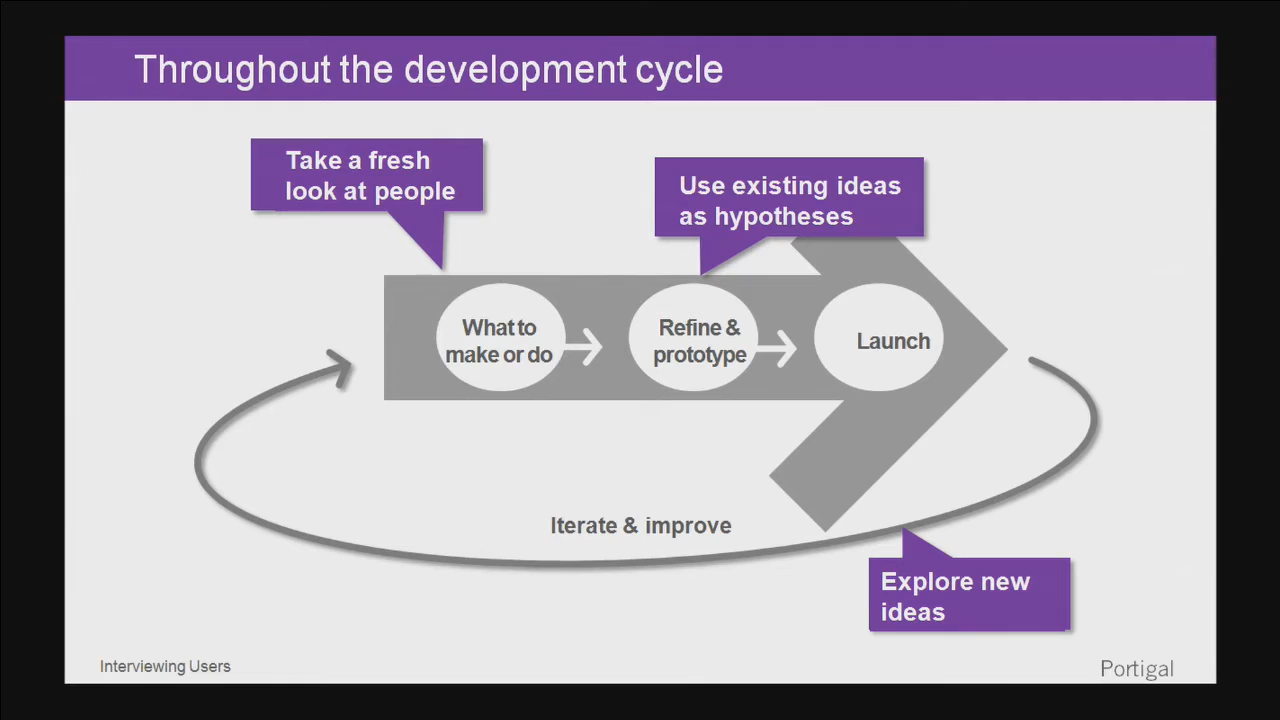 Throughout the development cycle
Take a fresh
look at people
Use existing ideas
as hypotheses
What to
make or do
Refine &
prototype
Launch
Iterate & improve
Explore new
ideas
Interviewing Users
Portigal